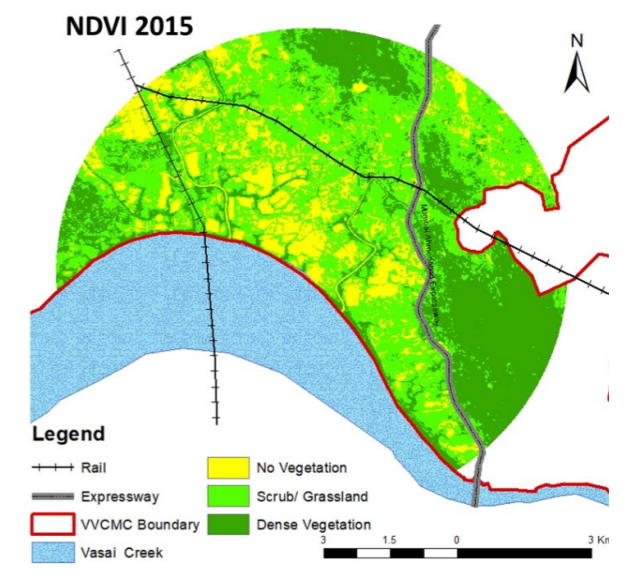 NDVI 2015
N
Legend
Rail
Expressway
VVCMC Boundary
Vasai Creek
No Vegetation
Scrub/ Grassland
Dense Vegetation
3 1.5 0 3 Km